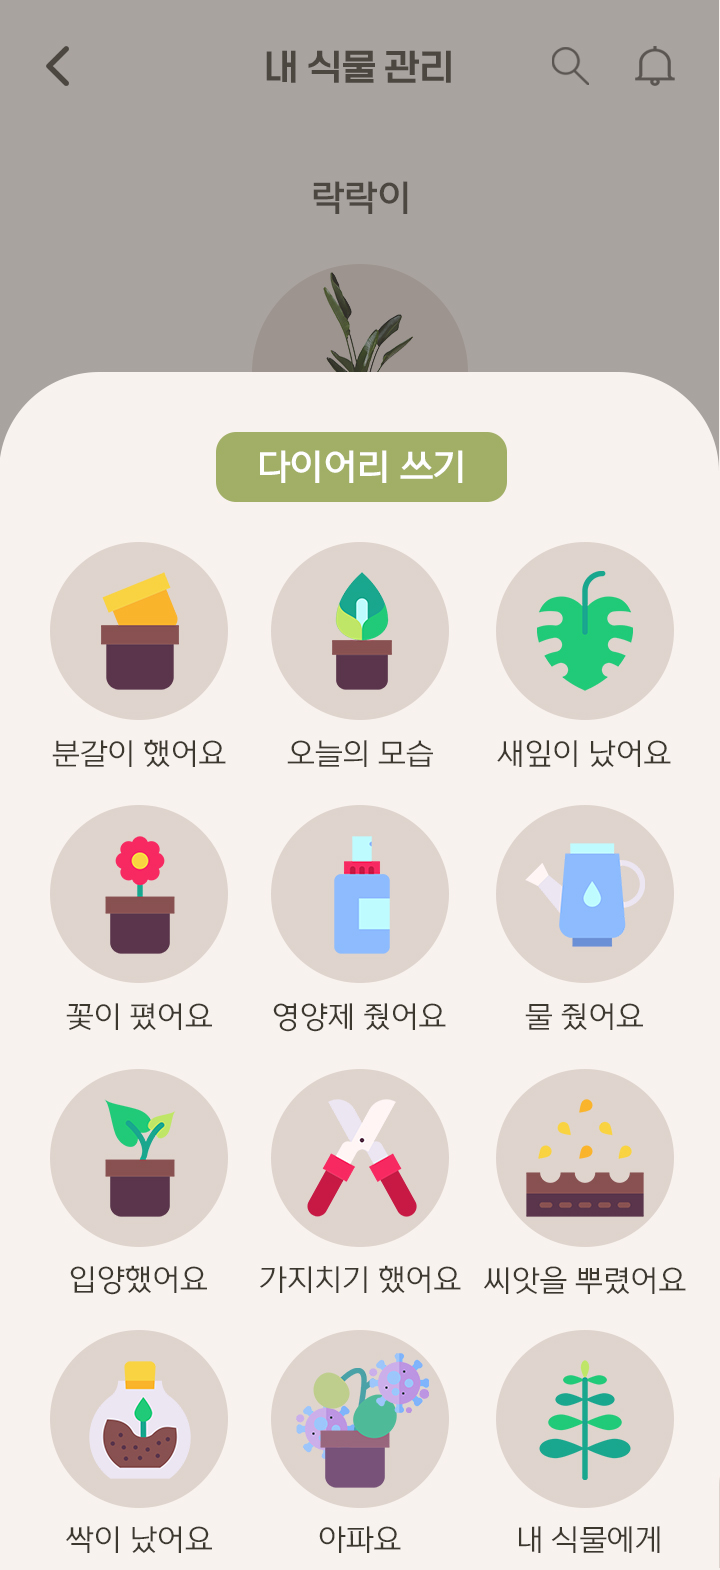 내 식물 관리
락락이
다이어리 쓰기
분갈이 했어요
오늘의 모습
새잎이 났어요
꽃이 폈어요
영양제 줬어요
물 줬어요
입양했어요
가지치기 했어요
씨앗을 뿌렸어요
싹이 났어요
아파요
내 식물에게